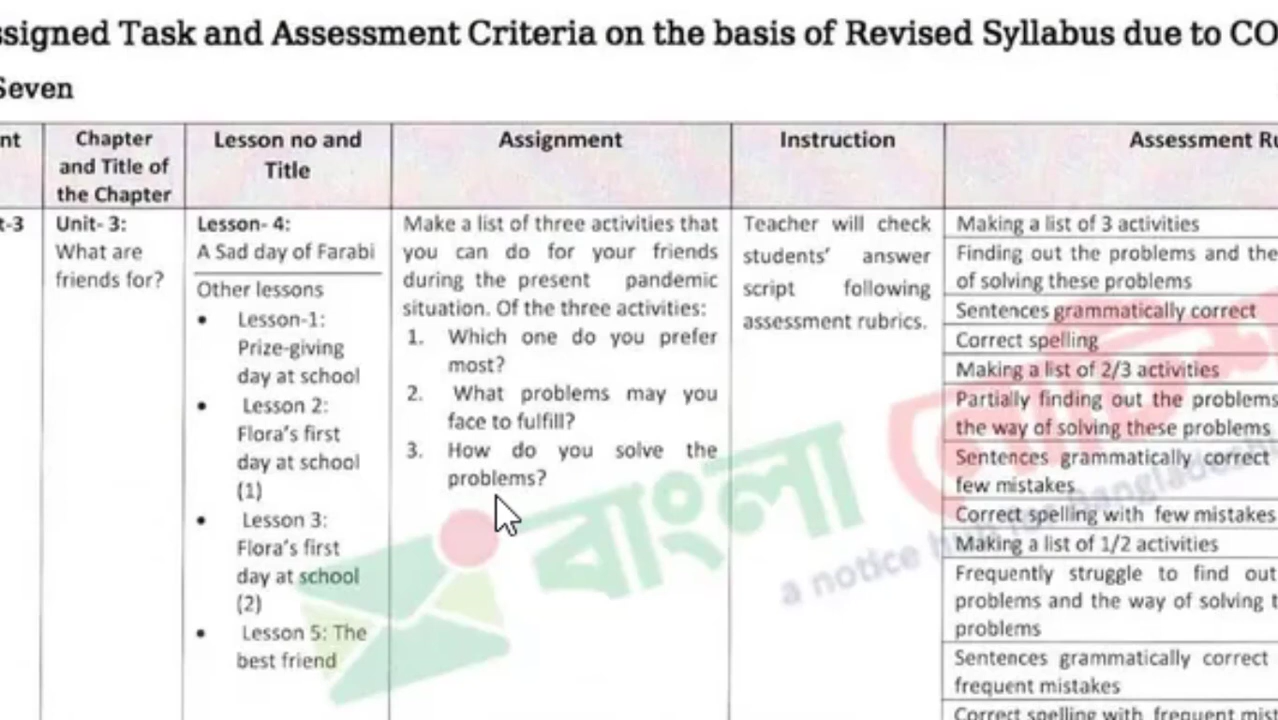 ssigned Task and Assessment Criteria on the basis of Revised Syllabus due to CO
Seven
nt
Chapter
and Title of
the Chapter
Lesson no and
Title
Assignment
Instruction
Assessment Ru
t-3
Unit- 3:
What are
friends for?
Lesson- 4:
A Sad day of Farabi
Other lessons
• Lesson-1:
Prize-giving
day at school
• Lesson 2:
Flora's first
day at school
(1)
• Lesson 3:
Flora's first
day at school
(2)
• Lesson 5: The
best friend
Make a list of three activities that
you can do for your friends
during the present pandemic
situation. Of the three activities:
1. Which one do you prefer
most?
2. What problems may you
face to fulfill?
3. How do you solve the
problems?
Teacher will check
students' answer
script following
assessment rubrics.
Making a list of 3 activities
Finding out the problems and the
of solving these problems
Sentences grammatically correct
Correct spelling
Making a list of 2/3 activities
Partially finding out the problems
the way of solving these problems
Sentences grammatically correct
few mistakes
Correct spelling with few mistakes
Making a list of 1/2 activities
Frequently struggle to find out
problems and the way of solving t
problems
Sentences grammatically correct
frequent mistakes
Correct spelling with frequent mist
বাংলা নোটিশ
a notice